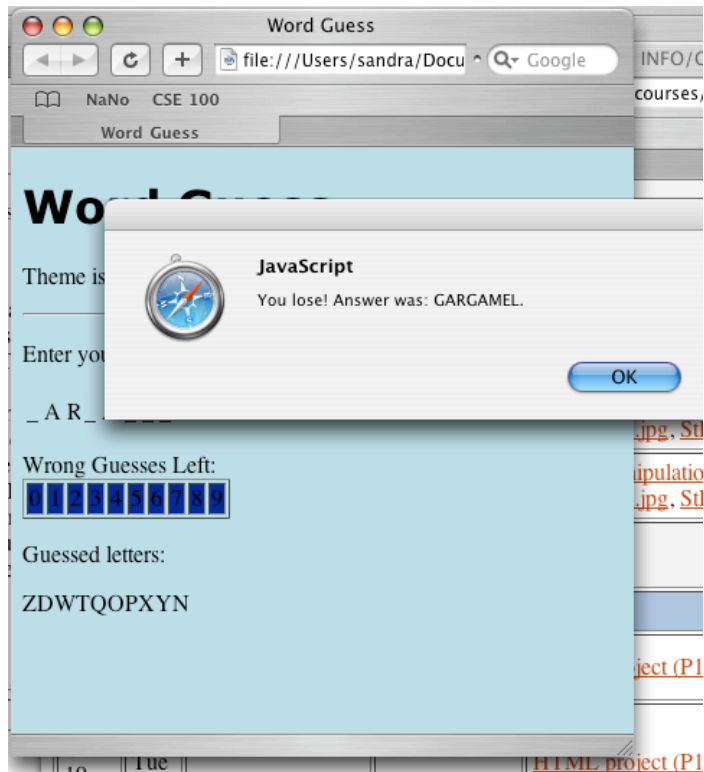 Word Guess
file:///Users/sandra/Docu
Google
INFO/
NaNo CSE 100
courses/
Word Guess
Theme is
JavaScript
You lose! Answer was: GARGAMEL.
Enter you
OK
_ A R _
.jpg,
Wrong Guesses Left:
0 1 2 3 4 5 6 7 8 9
.jpg,
Guessed letters:
ZDWTQOPXYN
ject (P1
Tue
HTML project (P1